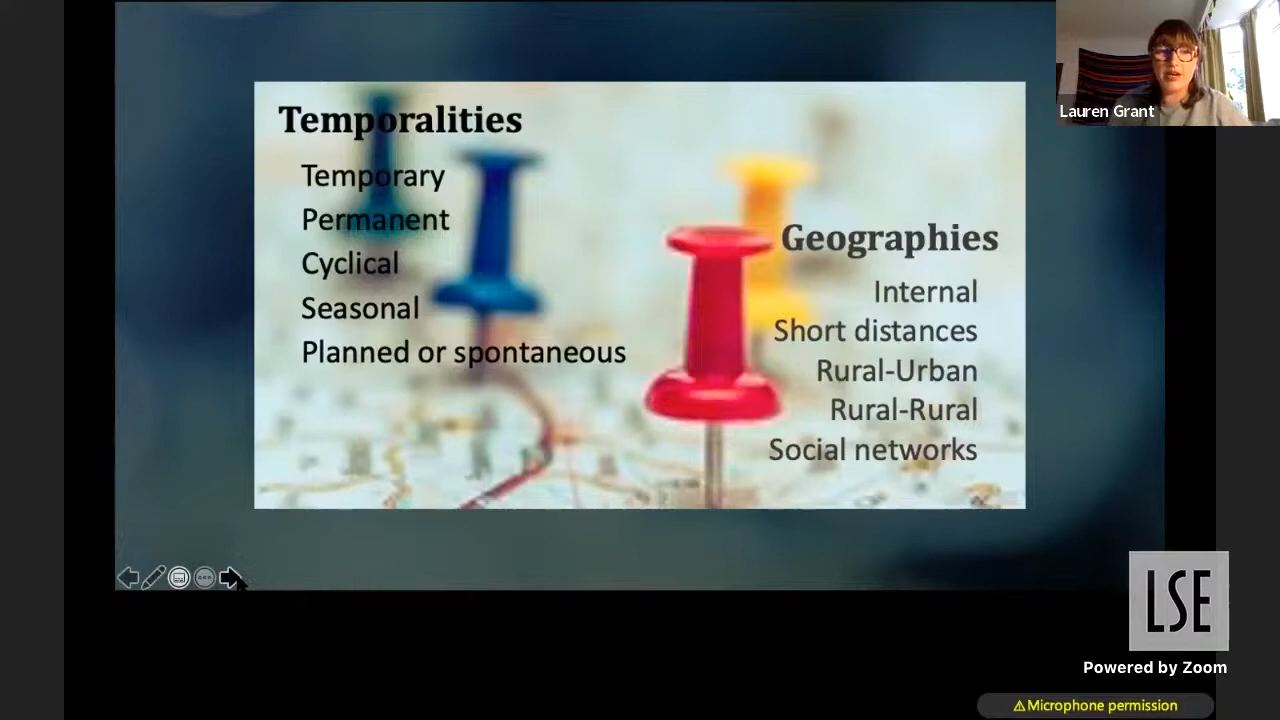 Temporalities
Temporary
Permanent
Cyclical
Seasonal
Planned or spontaneous
Geographies
Internal
Short distances
Rural-Urban
Rural-Rural
Social networks
Lauren Grant
LSE
Powered by Zoom
⚠Microphone permission